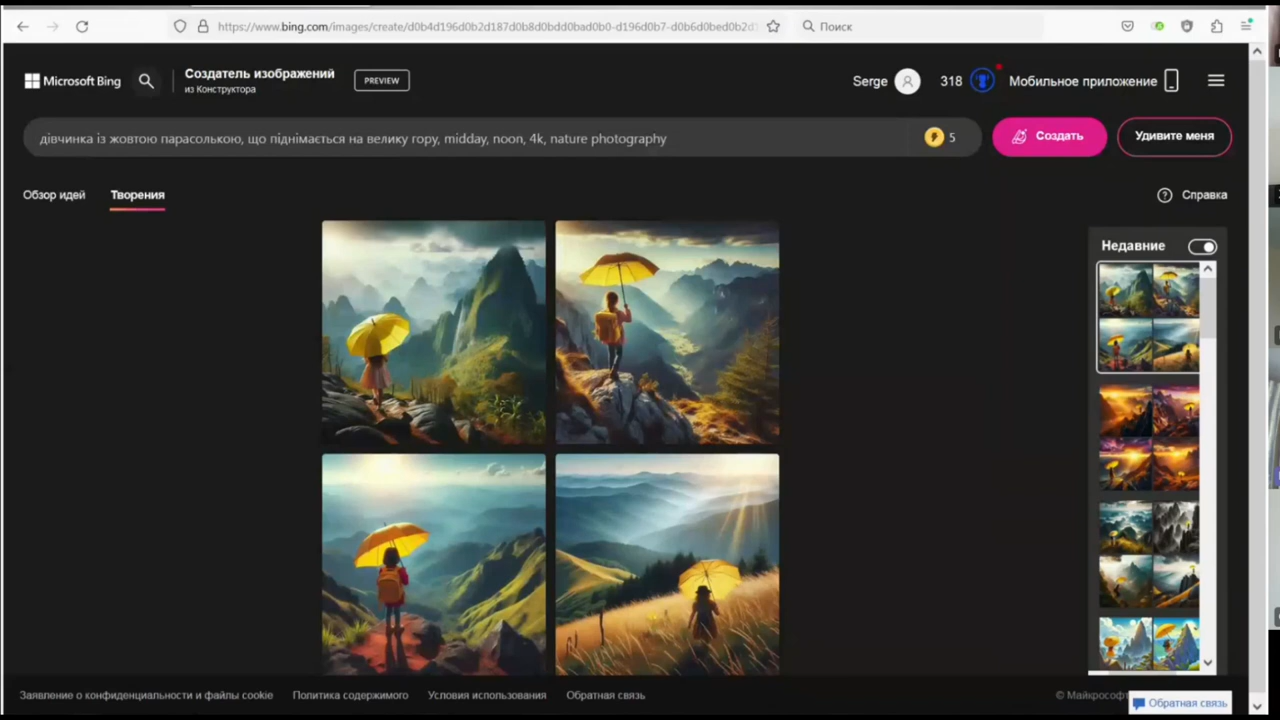 https://www.bing.com/images/create/d0b4d196d0b2d187d0b8d0bdd0bad0b0-d196d0b7-d0b6d0bed0b2d1
Поиск
Microsoft Bing
Создатель изображений
из Конструктора
PREVIEW
Serge
318
Мобильное приложение
дівчинка із жовтою парасолькою, що піднімається на велику гору, midday, noon, 4k, nature photography
5
Создать
Удивите меня
Обзор идей
Творения
Справка
Недавние
Заявление о конфиденциальности и файлы cookie
Политика содержимого
Условия использования
Обратная связь
© Майкрософт
Обратная связь